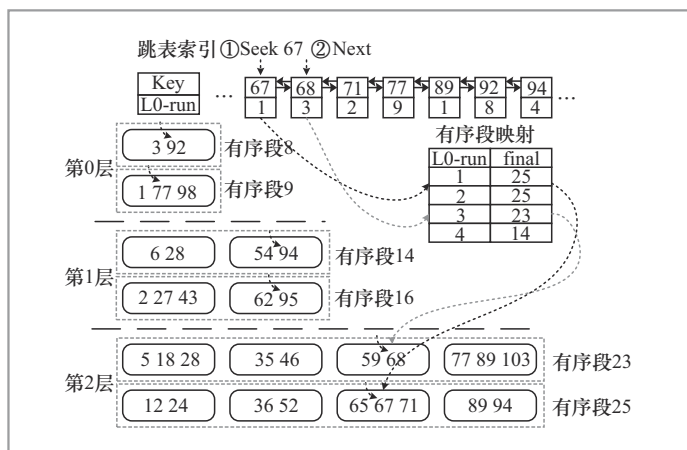 跳表索引 ①Seek 67 ②Next
Key ... 67 68 71 77 89 92 94 ...
L0-run 1 3 2 9 1 8 4
有序段映射
L0-run final
1 25
2 25
3 23
4 14
第0层
3 92 有序段8
1 77 98 有序段9
第1层
6 28 54 94 有序段14
2 27 43 62 95 有序段16
第2层
5 18 28 35 46 59 68 77 89 103 有序段23
12 24 36 52 65 67 71 89 94 有序段25